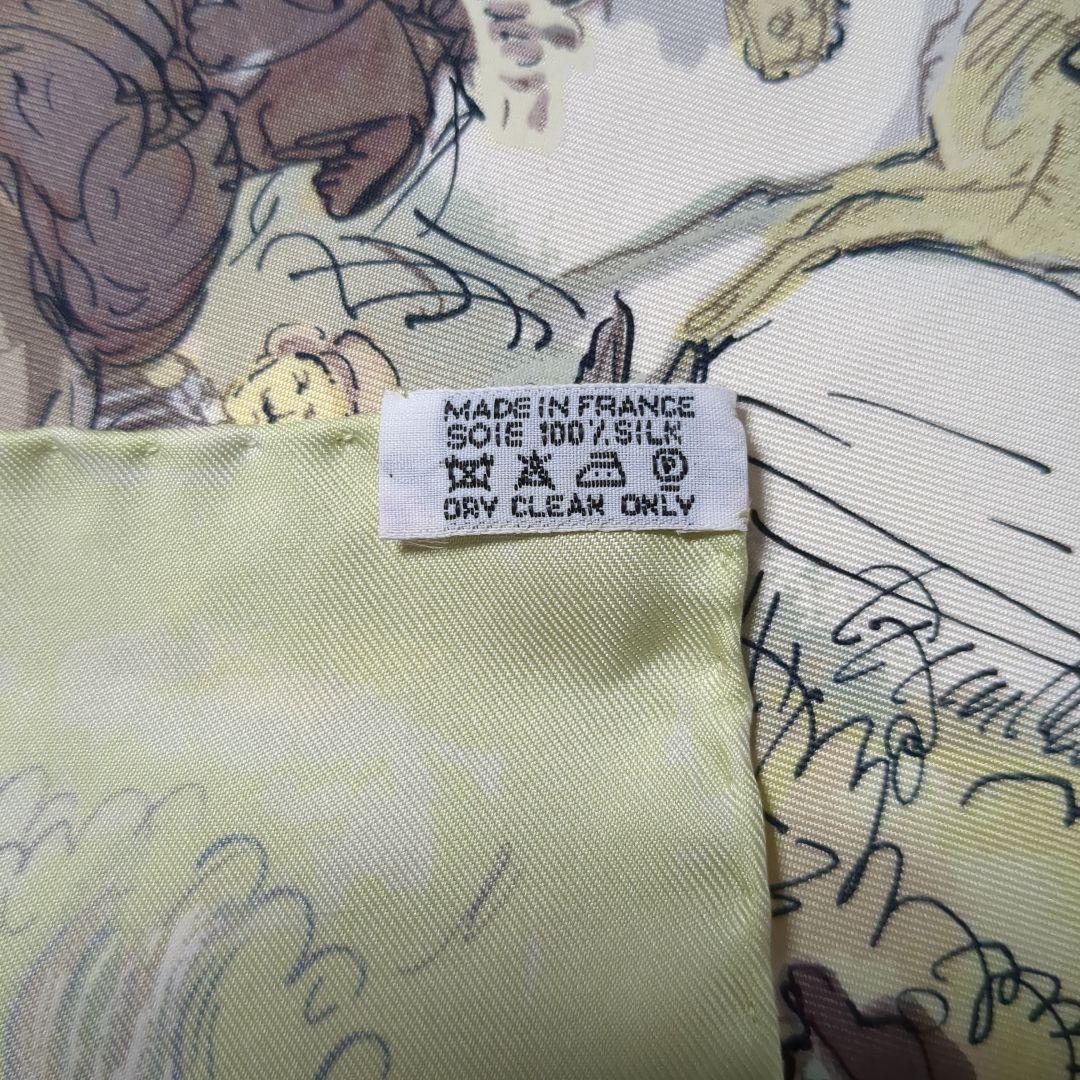 MADE IN FRANCE
SOIE 100% SILK
DRY CLEAN ONLY